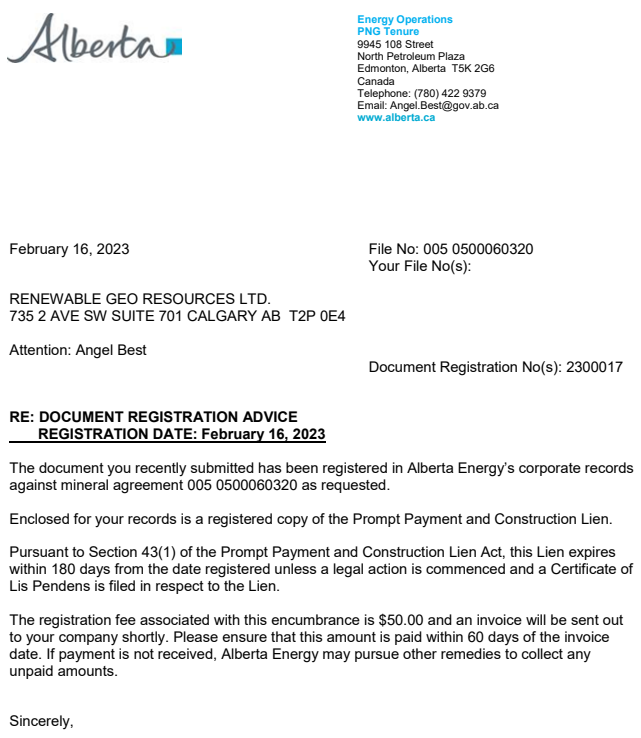 Alberta
Energy Operations
PNG Tenure
9945 108 Street
North Petroleum Plaza
Edmonton, Alberta T5K 2G6
Canada
Telephone: (780) 422 9379
Email: Angel.Best@gov.ab.ca
www.alberta.ca
February 16, 2023
File No: 005 0500060320
Your File No(s):
RENEWABLE GEO RESOURCES LTD.
735 2 AVE SW SUITE 701 CALGARY AB T2P 0E4
Attention: Angel Best
Document Registration No(s): 2300017
RE: DOCUMENT REGISTRATION ADVICE
REGISTRATION DATE: February 16, 2023
The document you recently submitted has been registered in Alberta Energy's corporate records
against mineral agreement 005 0500060320 as requested.
Enclosed for your records is a registered copy of the Prompt Payment and Construction Lien.
Pursuant to Section 43(1) of the Prompt Payment and Construction Lien Act, this Lien expires
within 180 days from the date registered unless a legal action is commenced and a Certificate of
Lis Pendens is filed in respect to the Lien.
The registration fee associated with this encumbrance is $50.00 and an invoice will be sent out
to your company shortly. Please ensure that this amount is paid within 60 days of the invoice
date. If payment is not received, Alberta Energy may pursue other remedies to collect any
unpaid amounts.
Sincerely,